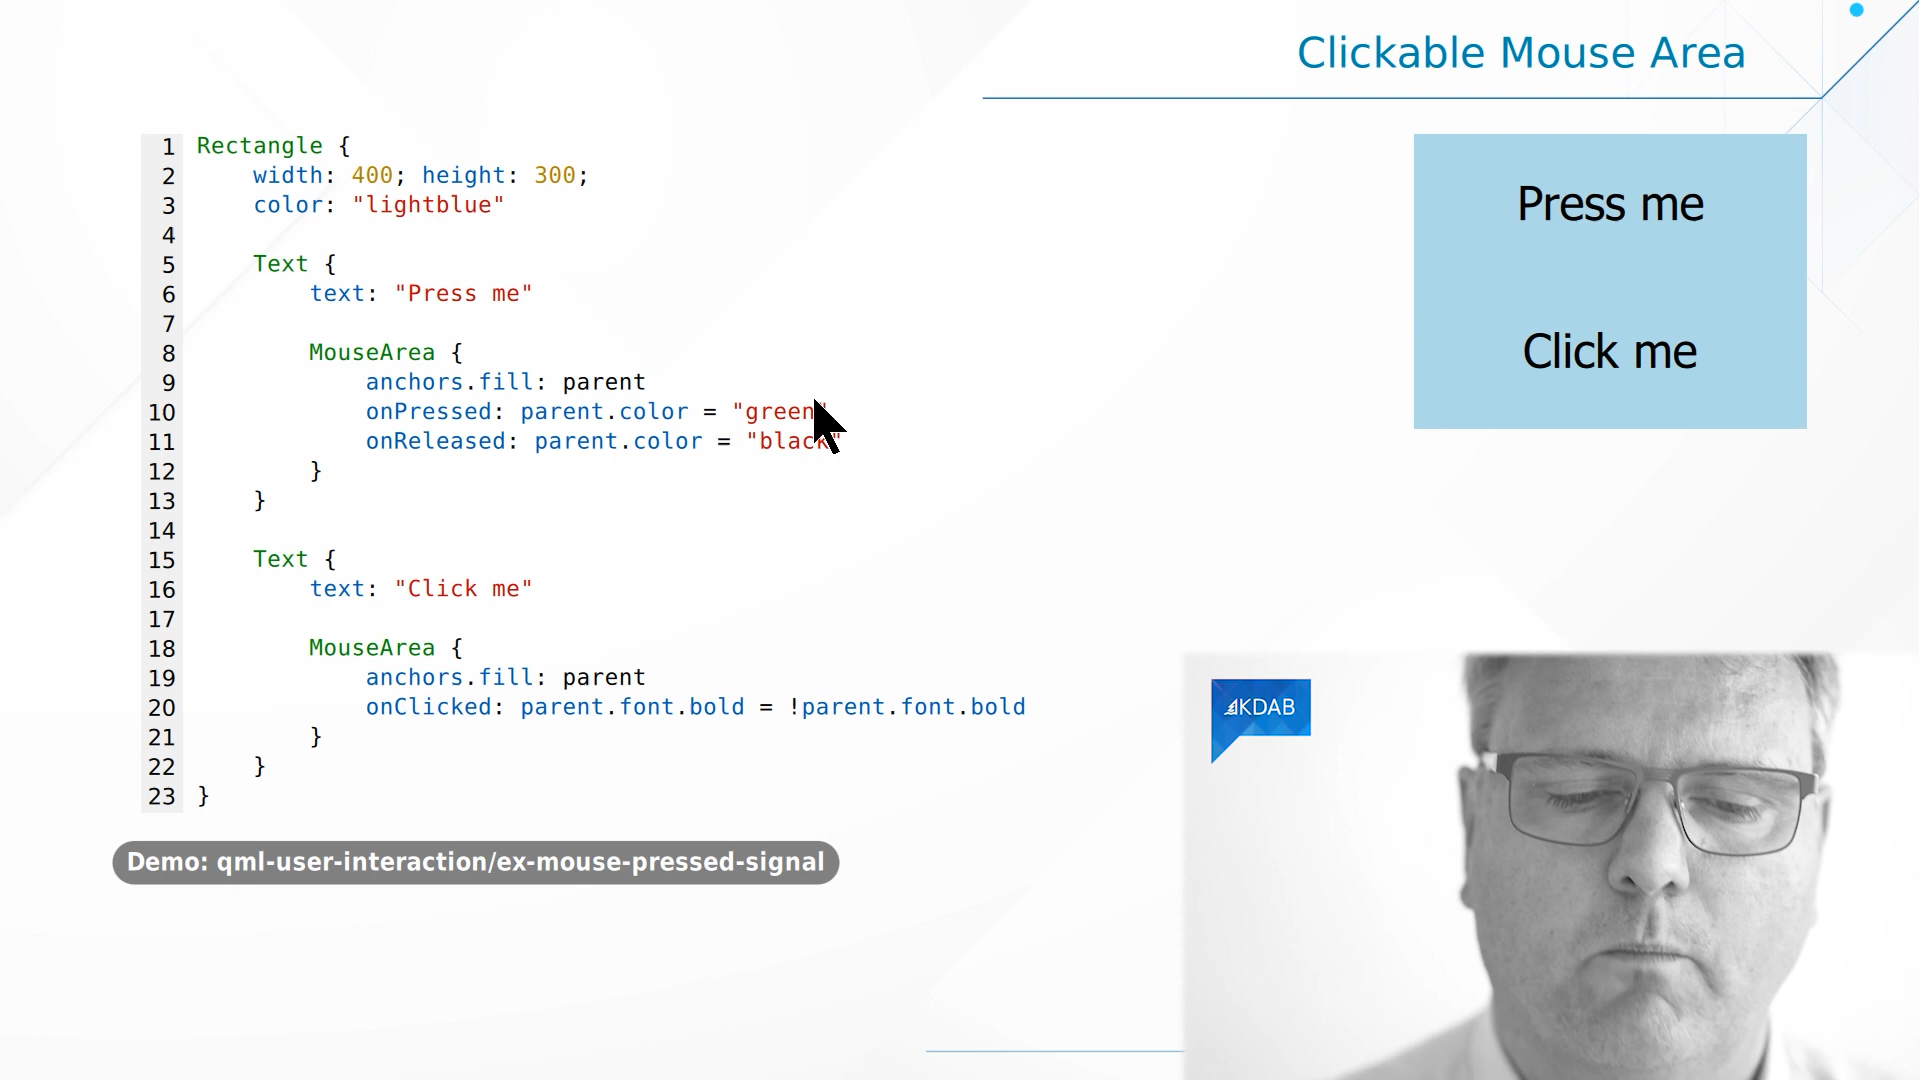 Clickable Mouse Area
1 Rectangle {
2 width: 400; height: 300;
3 color: "lightblue"
4
5 Text {
6 text: "Press me"
7
8 MouseArea {
9 anchors.fill: parent
10 onPressed: parent.color = "green"
11 onReleased: parent.color = "black"
12 }
13 }
14
15 Text {
16 text: "Click me"
17
18 MouseArea {
19 anchors.fill: parent
20 onClicked: parent.font.bold = !parent.font.bold
21 }
22 }
23 }
Press me
Click me
Demo: qml-user-interaction/ex-mouse-pressed-signal
KDAB